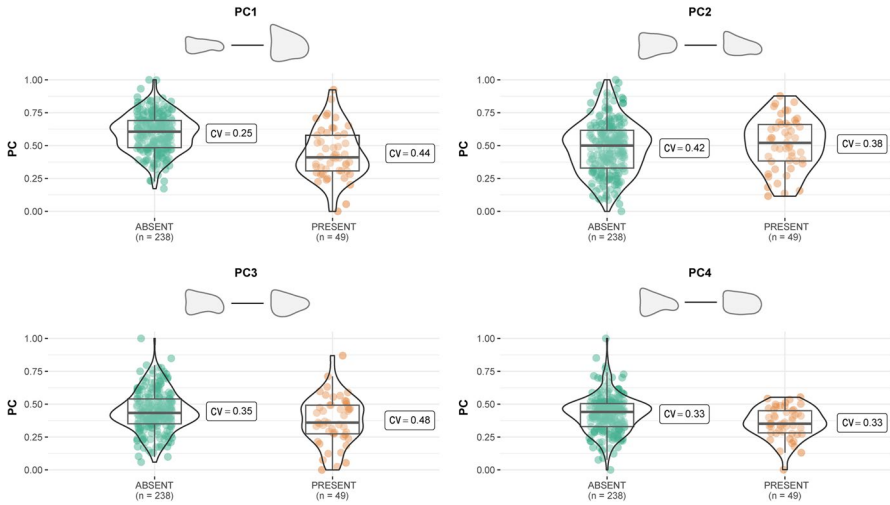 PC1
PC
1.00
0.75
0.50
0.25
0.00
CV = 0.25
CV = 0.44
ABSENT
(n = 238)
PRESENT
(n = 49)
PC2
1.00
0.75
0.50
0.25
0.00
CV = 0.42
CV = 0.38
ABSENT
(n = 238)
PRESENT
(n = 49)
PC3
PC
1.00
0.75
0.50
0.25
0.00
CV = 0.35
CV = 0.48
ABSENT
(n = 238)
PRESENT
(n = 49)
PC4
PC
1.00
0.75
0.50
0.25
0.00
CV = 0.33
CV = 0.33
ABSENT
(n = 238)
PRESENT
(n = 49)